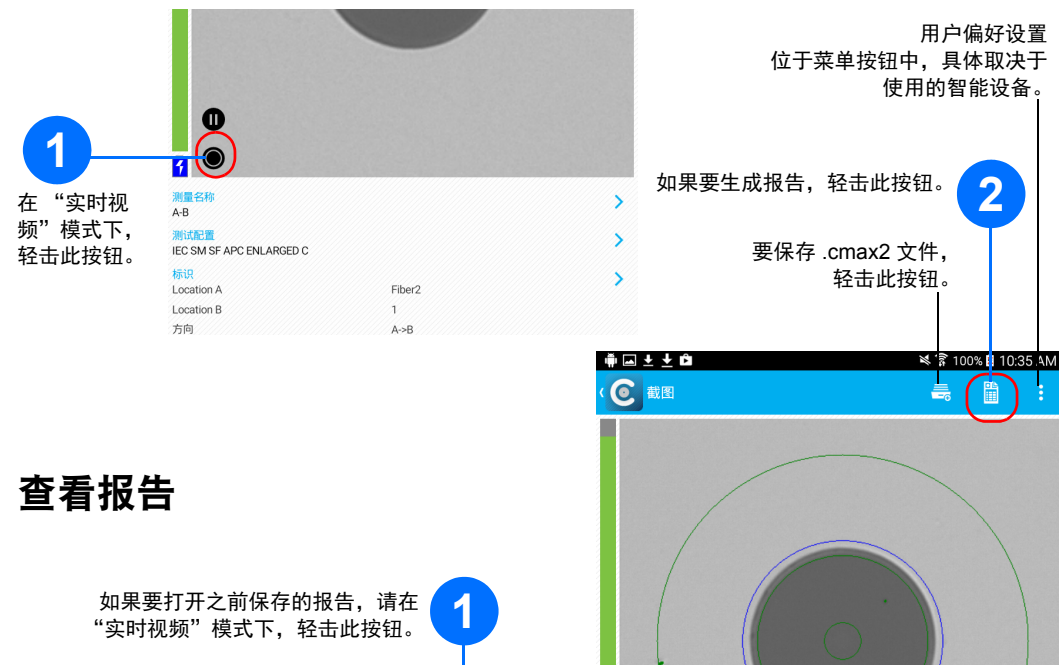 用户偏好设置
位于菜单按钮中，具体取决于
使用的智能设备。
1
在 “实时视
频”模式下，
轻击此按钮。
测量名称
A-B
测试配置
IEC SM SF APC ENLARGED C
标识
Location A Fiber2
Location B 1
方向 A->B
如果要生成报告，轻击此按钮。
2
要保存 .cmax2 文件，
轻击此按钮。
100% 10:35 AM
截图
查看报告
如果要打开之前保存的报告，请在
“实时视频”模式下，轻击此按钮。
1